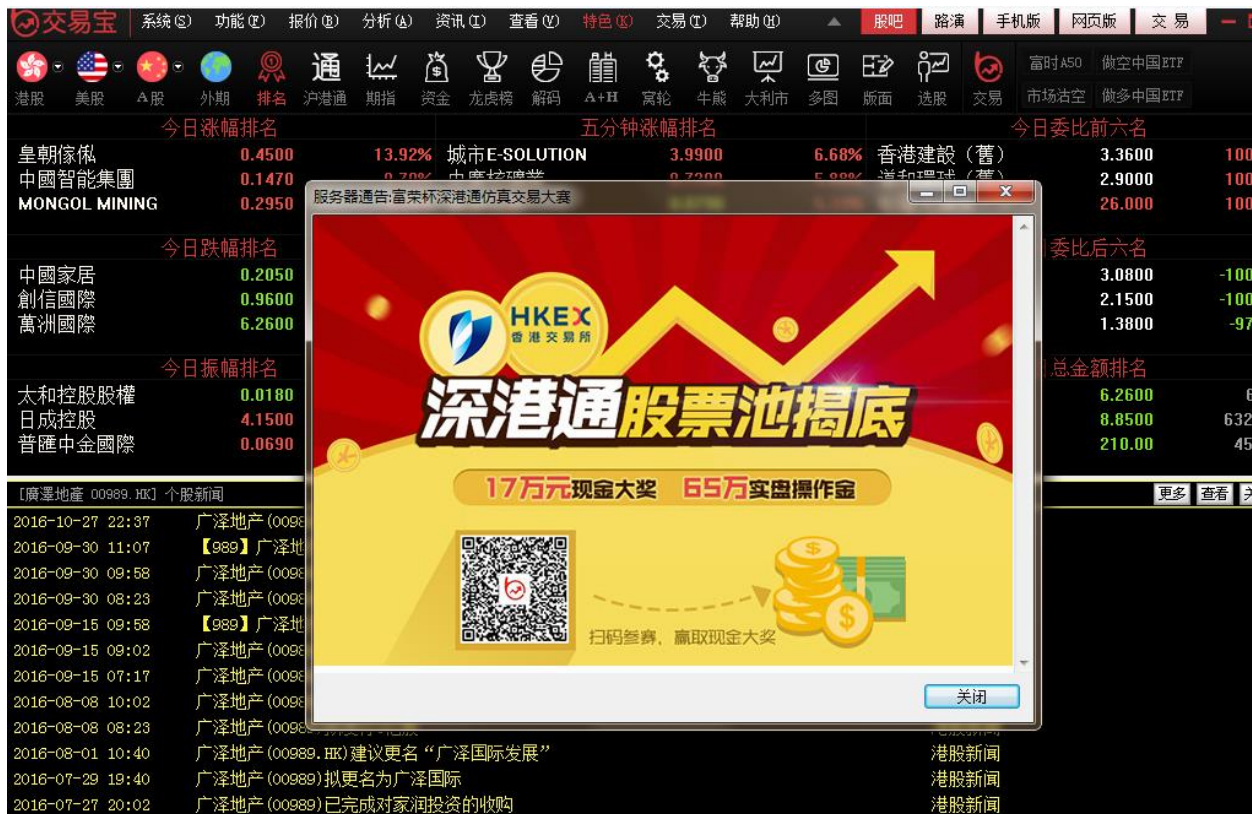 交易宝 系统(S) 功能(F) 报价(B) 分析(A) 资讯(I) 查看(V) 特色(K) 交易(T) 帮助(H) 股吧 路演 手机版 网页版 交易
通 富时A50 做空中国ETF
港股 美股 A股 外期 排名 沪港通 期指 资金 龙虎榜 解码 A+H 窝轮 牛熊 大利市 多图 版面 选股 交易 市场沽空 做多中国ETF
今日涨幅排名 五分钟涨幅排名 今日委比前六名
皇朝傢俬 0.4500 13.92% 城市E-SOLUTION 3.9900 6.68% 香港建設（舊） 3.3600 100
中國智能集團 0.1470 2.9000 100
MONGOL MINING 0.2950 26.000 100
服务器通告:富荣杯深港通仿真交易大赛
今日跌幅排名 委比后六名
中國家居 0.2050 3.0800 -100
創信國際 0.9600 2.1500 -100
萬洲國際 6.2600 1.3800 -97
HKEX
香港交易所
今日振幅排名 总金额排名
太和控股股權 0.0180 6.2600 6
日成控股 4.1500 8.8500 632
普匯中金國際 0.0690 210.00 45
深港通股票池揭底
17万元现金大奖 65万实盘操作金
扫码参赛，赢取现金大奖
关闭
[廣澤地產 00989.HK] 个股新闻 更多 查看
2016-10-27 22:37 广泽地产(0098
2016-09-30 11:07 【989】广泽地
2016-09-30 09:58 广泽地产(0098
2016-09-30 08:23 广泽地产(0098
2016-09-15 09:58 【989】广泽地
2016-09-15 09:02 广泽地产(0098
2016-09-15 07:17 广泽地产(0098
2016-08-08 10:02 广泽地产(0098
2016-08-08 08:23 广泽地产(0098
2016-08-01 10:40 广泽地产(00989.HK)建议更名“广泽国际发展” 港股新闻
2016-07-29 19:40 广泽地产(00989)拟更名为广泽国际 港股新闻
2016-07-27 20:02 广泽地产(00989)已完成对家润投资的收购 港股新闻